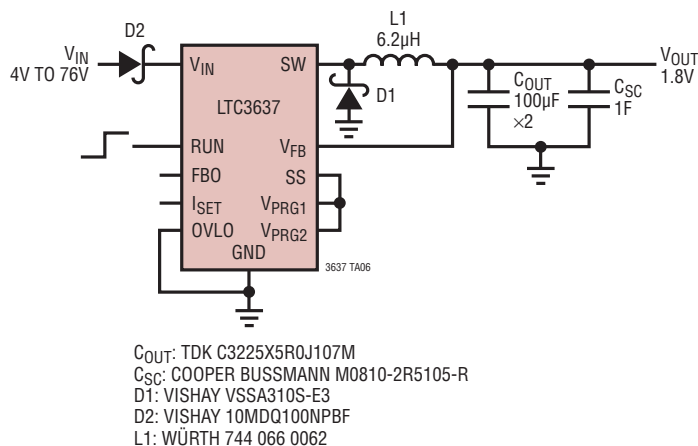 D2
V_IN
4V TO 76V
L1
6.2µH
V_OUT
1.8V
V_IN
SW
D1
C_OUT
100µF
×2
C_SC
1F
LTC3637
RUN
V_FB
FBO
SS
I_SET
V_PRG1
OVLO
V_PRG2
GND
3637 TA06
C_OUT: TDK C3225X5R0J107M
C_SC: COOPER BUSSMANN M0810-2R5105-R
D1: VISHAY VSSA310S-E3
D2: VISHAY 10MDQ100NPBF
L1: WÜRTH 744 066 0062